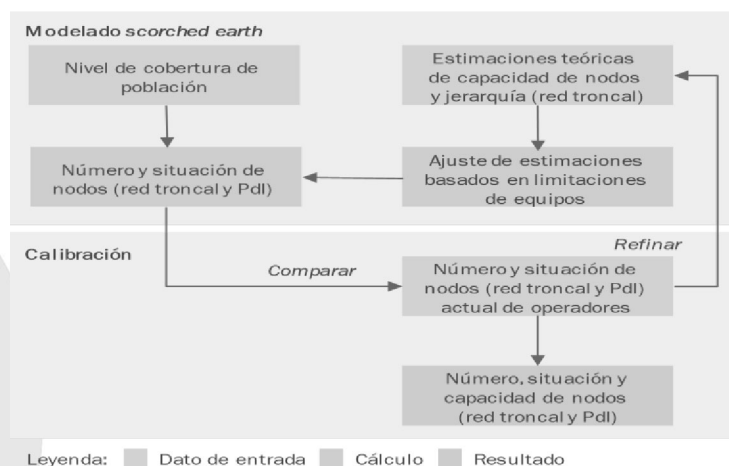 Modelado scorched earth
Nivel de cobertura de
población
Estimaciones teóricas
de capacidad de nodos
y jerarquía (red troncal)
Número y situación de
nodos (red troncal y PdI)
Ajuste de estimaciones
basados en limitaciones
de equipos
Calibración
Comparar
Refinar
Número y situación de
nodos (red troncal y PdI)
actual de operadores
Número, situación y
capacidad de nodos
(red troncal y PdI)
Leyenda: Dato de entrada Cálculo Resultado